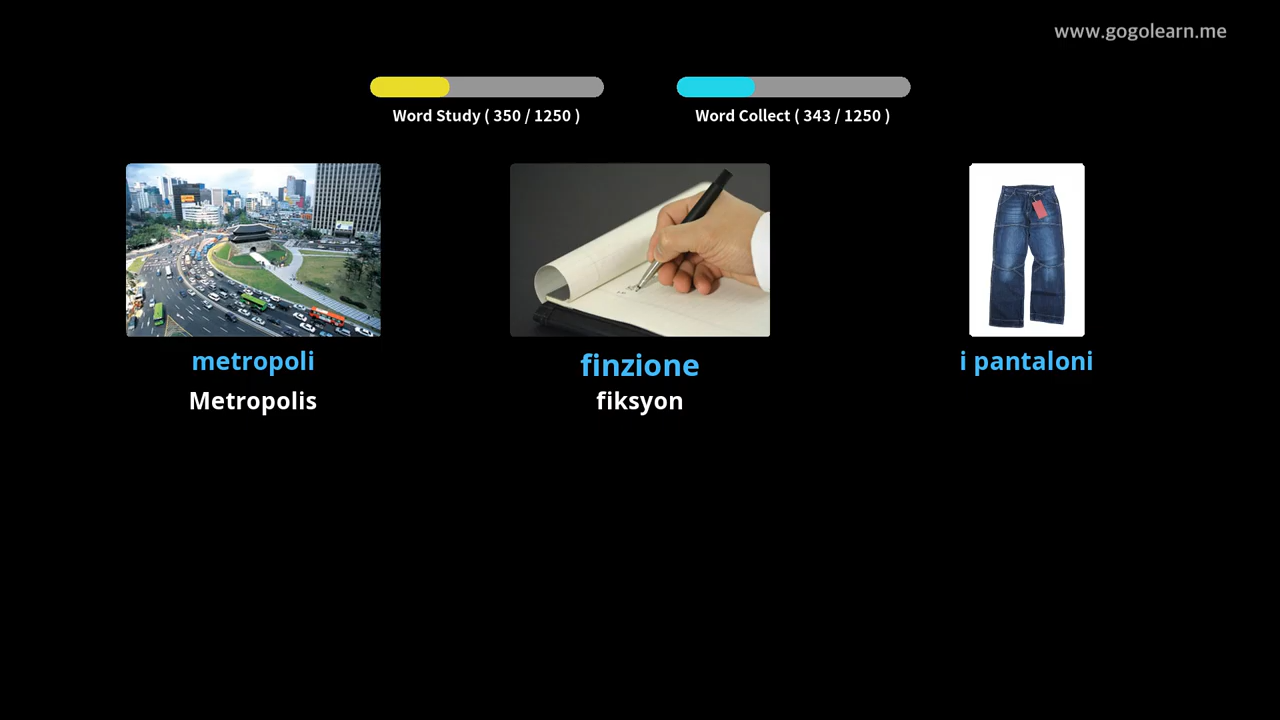 www.gogolearn.me
Word Study ( 350 / 1250 )
Word Collect ( 343 / 1250 )
metropoli
Metropolis
finzione
fiksyon
i pantaloni